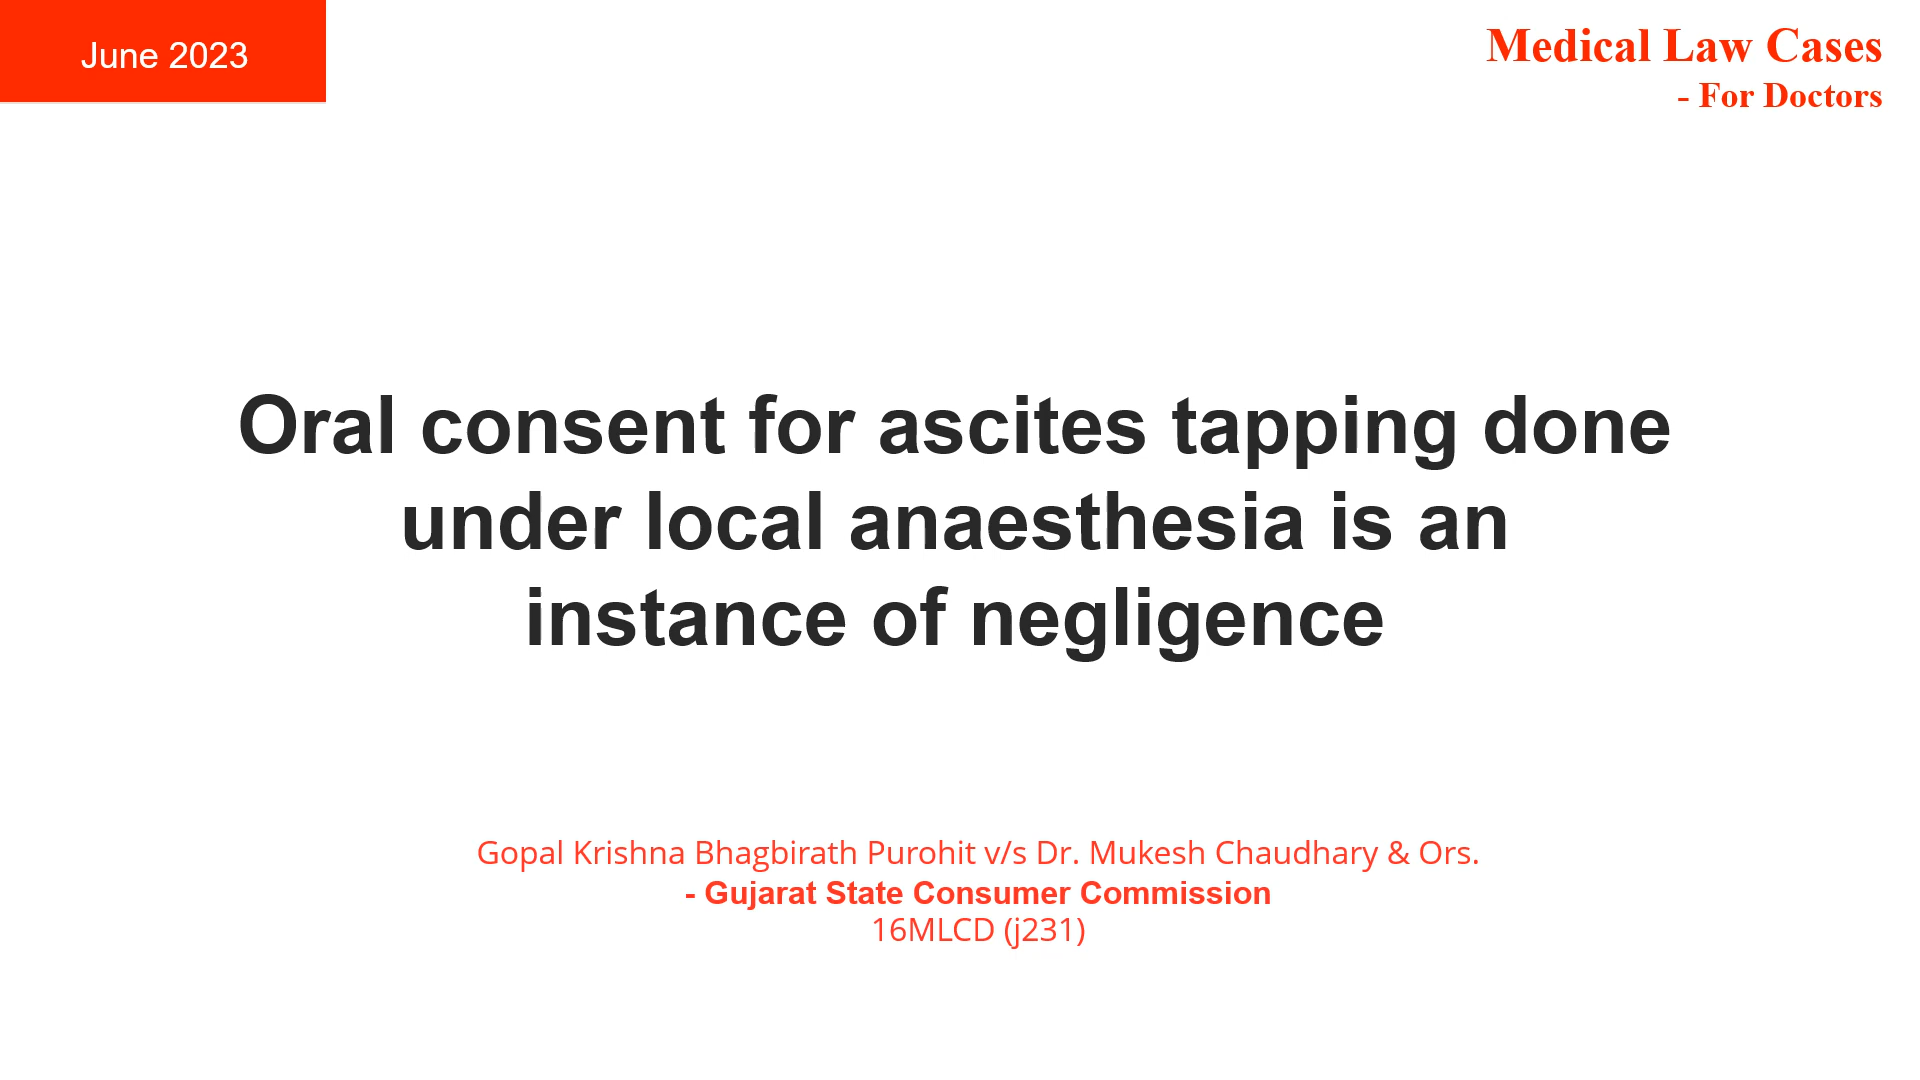 June 2023
Medical Law Cases
- For Doctors
Oral consent for ascites tapping done
under local anaesthesia is an
instance of negligence
Gopal Krishna Bhagbirath Purohit v/s Dr. Mukesh Chaudhary & Ors.
- Gujarat State Consumer Commission
16MLCD (j231)